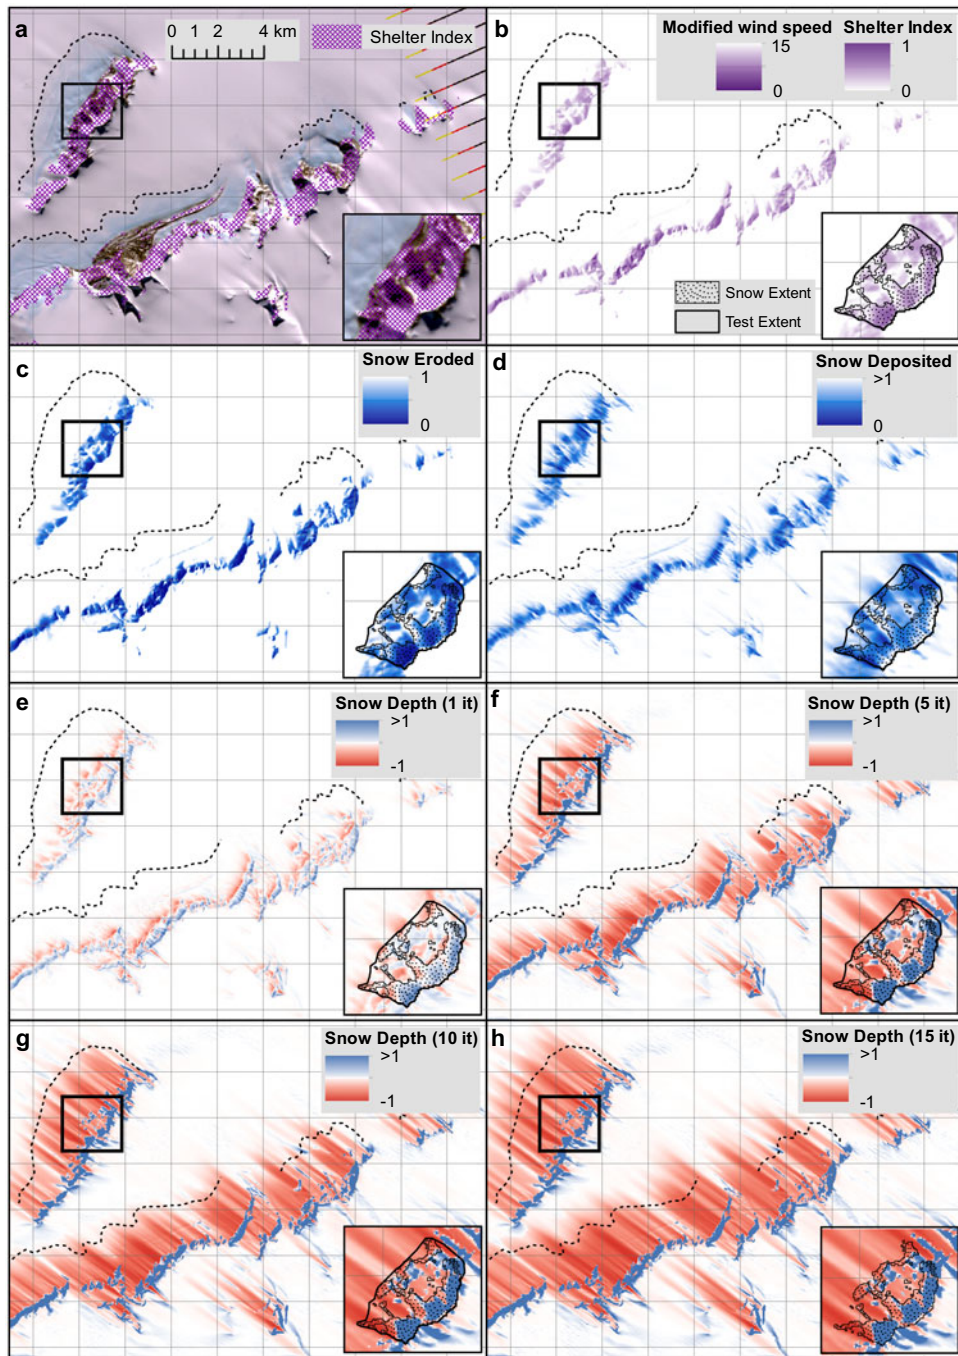 a
0 1 2 4 km
Shelter Index
b
Modified wind speed
15
0
Shelter Index
1
0
Snow Extent
Test Extent
c
Snow Eroded
1
0
d
Snow Deposited
>1
0
e
Snow Depth (1 it)
>1
-1
f
Snow Depth (5 it)
>1
-1
g
Snow Depth (10 it)
>1
-1
h
Snow Depth (15 it)
>1
-1